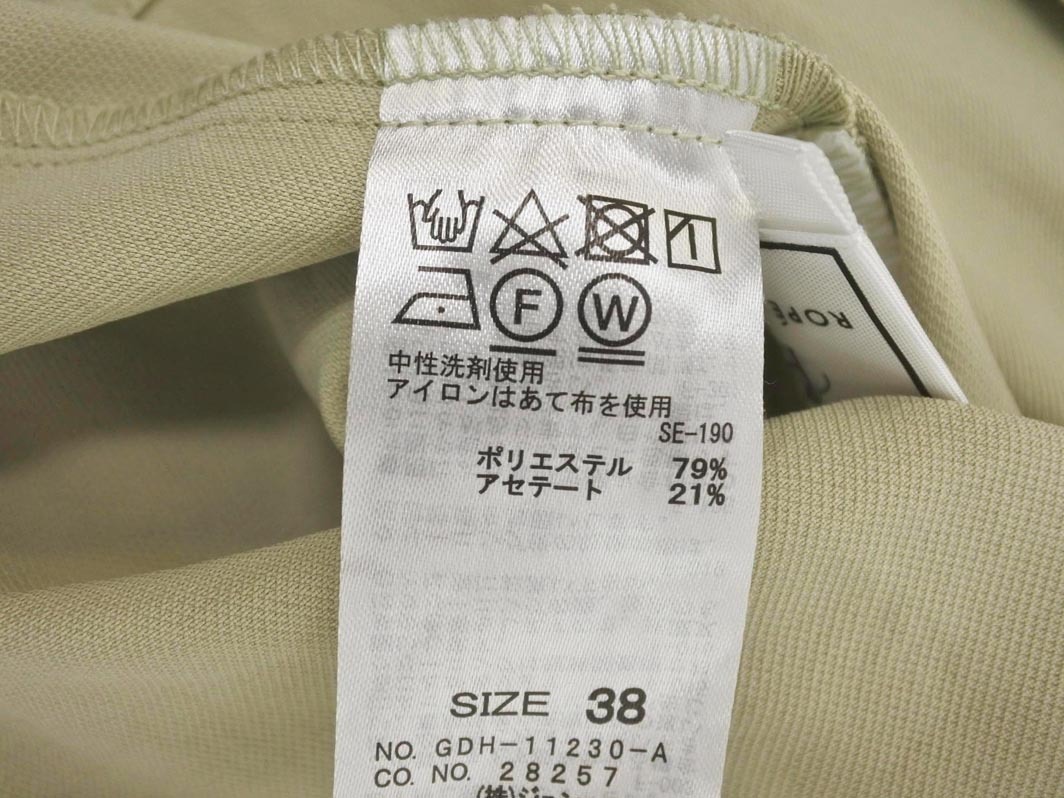 F W
中性洗剤使用
アイロンはあて布を使用
SE-190
ポリエステル 79%
アセテート 21%
SIZE 38
NO. GDH-11230-A
CO. NO. 28257
ROPÉ